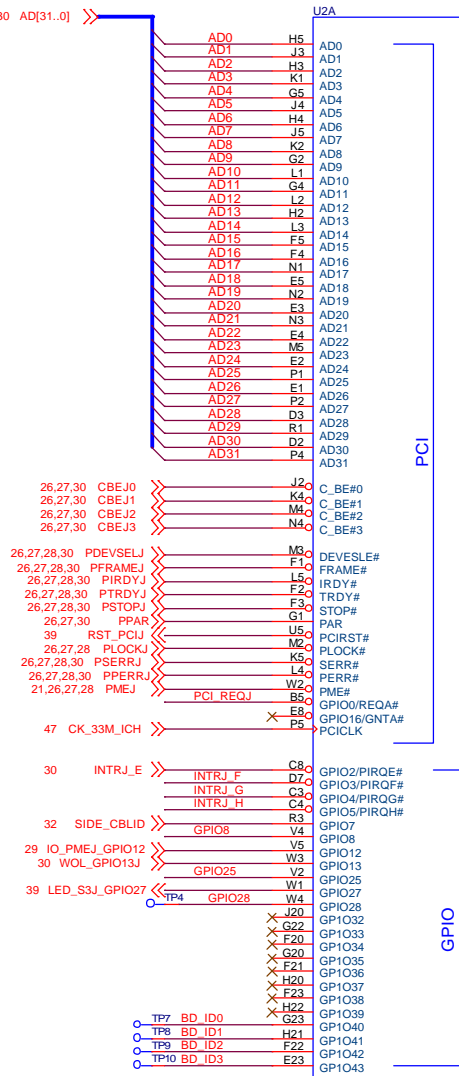 U2A
30 AD[31..0]
AD0 H5 AD0
AD1 J3 AD1
AD2 H3 AD2
AD3 K1 AD3
AD4 G5 AD4
AD5 J4 AD5
AD6 H4 AD6
AD7 J5 AD7
AD8 K2 AD8
AD9 G2 AD9
AD10 L1 AD10
AD11 G4 AD11
AD12 L2 AD12
AD13 H2 AD13
AD14 L3 AD14
AD15 F5 AD15
AD16 F4 AD16
AD17 N1 AD17
AD18 E5 AD18
AD19 N2 AD19
AD20 E3 AD20
AD21 N3 AD21
AD22 E4 AD22
AD23 M5 AD23
AD24 E2 AD24
AD25 P1 AD25
AD26 E1 AD26
AD27 P2 AD27
AD28 D3 AD28
AD29 R1 AD29
AD30 D2 AD30
AD31 P4 AD31
PCI
26,27,30 CBEJ0 J2 C_BE#0
26,27,30 CBEJ1 K4 C_BE#1
26,27,30 CBEJ2 M4 C_BE#2
26,27,30 CBEJ3 N4 C_BE#3
26,27,28,30 PDEVSELJ M3 DEVESLE#
26,27,28,30 PFRAMEJ F1 FRAME#
26,27,28,30 PIRDYJ L5 IRDY#
26,27,28,30 PTRDYJ F2 TRDY#
26,27,28,30 PSTOPJ F3 STOP#
26,27,30 PPAR G1 PAR
39 RST_PCIJ U5 PCIRST#
26,27,28 PLOCKJ M2 PLOCK#
26,27,28,30 PSERRJ K5 SERR#
26,27,28,30 PPERRJ L4 PERR#
21,26,27,28 PMEJ W2 PME#
PCI_REQJ B5 GPIO0/REQA#
E8 GPIO16/GNTA#
47 CK_33M_ICH P5 PCICLK
30 INTRJ_E C8 GPIO2/PIRQE#
INTRJ_F D7 GPIO3/PIRQF#
INTRJ_G C3 GPIO4/PIRQG#
INTRJ_H C4 GPIO5/PIRQH#
32 SIDE_CBLID R3 GPIO7
GPIO8 V4 GPIO8
29 IO_PMEJ_GPIO12 V5 GPIO12
30 WOL_GPIO13J W3 GPIO13
GPIO25 V2 GPIO25
39 LED_S3J_GPIO27 W1 GPIO27
TP4 GPIO28 W4 GPIO28
J20 GP1O32
G22 GP1O33
F20 GP1O34
G20 GP1O35
F21 GP1O36
H20 GP1O37
F23 GP1O38
H22 GP1O39
TP7 BD_ID0 G23 GP1O40
TP8 BD_ID1 H21 GP1O41
TP9 BD_ID2 F22 GP1O42
TP10 BD_ID3 E23 GP1O43
GPIO